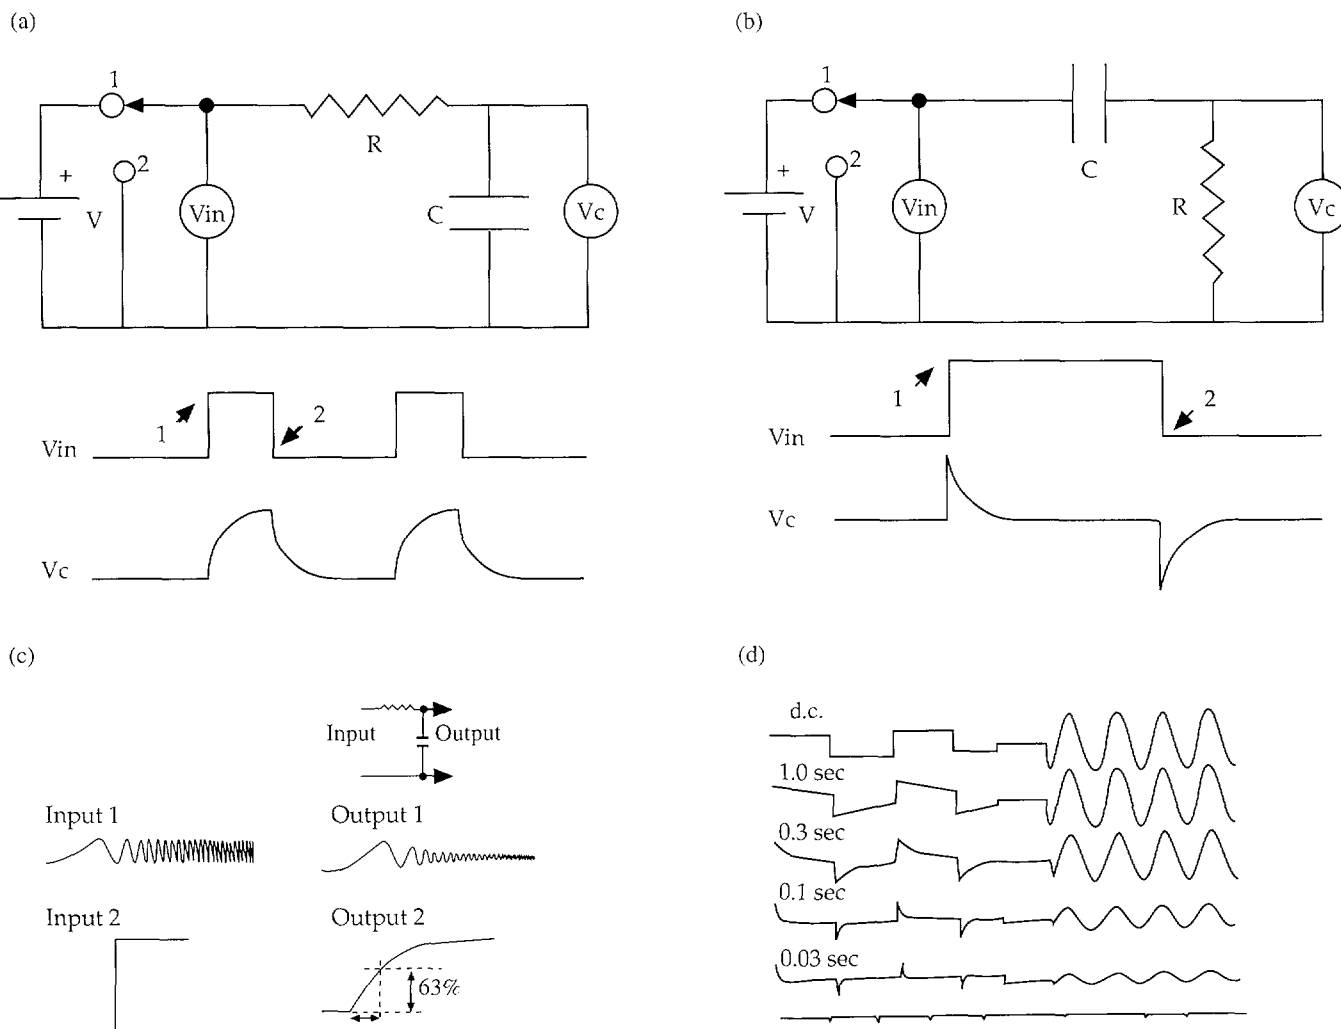 (a)
1
2
+
V
Vin
R
C
Vc
1
2
Vin
Vc
(b)
1
2
+
V
Vin
C
R
Vc
1
2
Vin
Vc
(c)
Input
Output
Input 1
Output 1
Input 2
Output 2
63%
(d)
d.c.
1.0 sec
0.3 sec
0.1 sec
0.03 sec